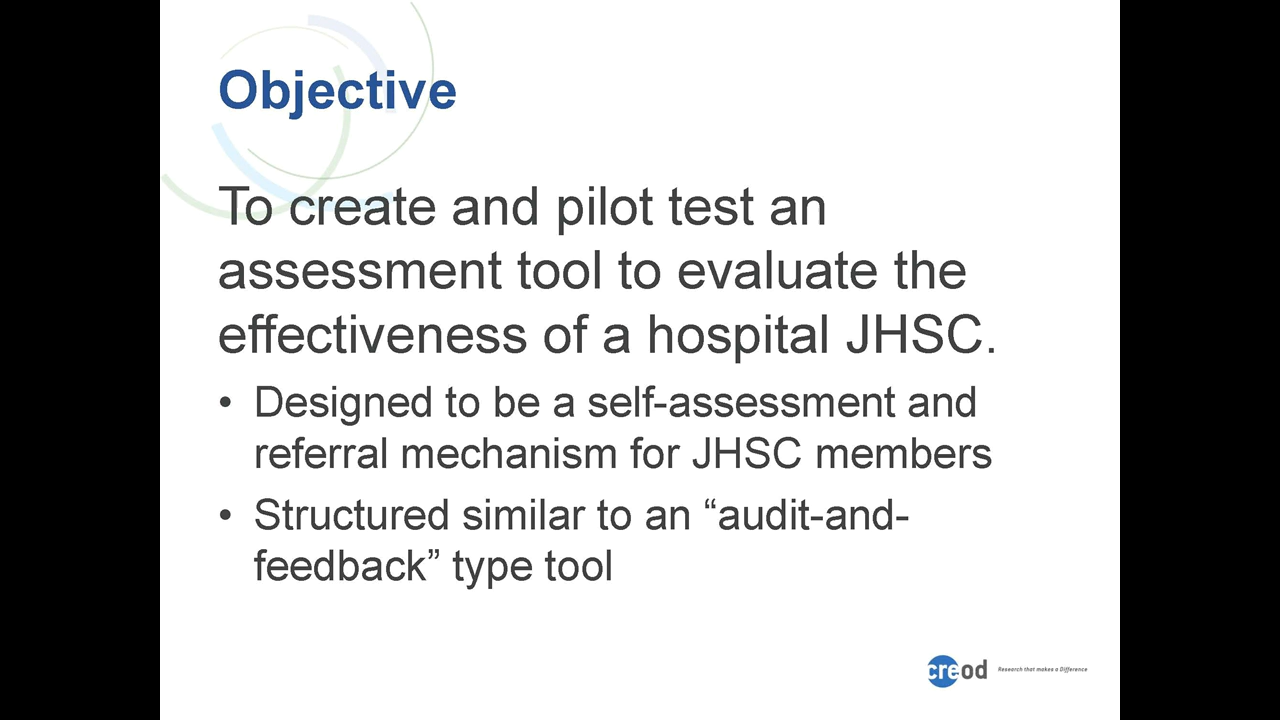 Objective
To create and pilot test an
assessment tool to evaluate the
effectiveness of a hospital JHSC.
• Designed to be a self-assessment and
referral mechanism for JHSC members
• Structured similar to an “audit-and-
feedback” type tool
creod Research that makes a Difference